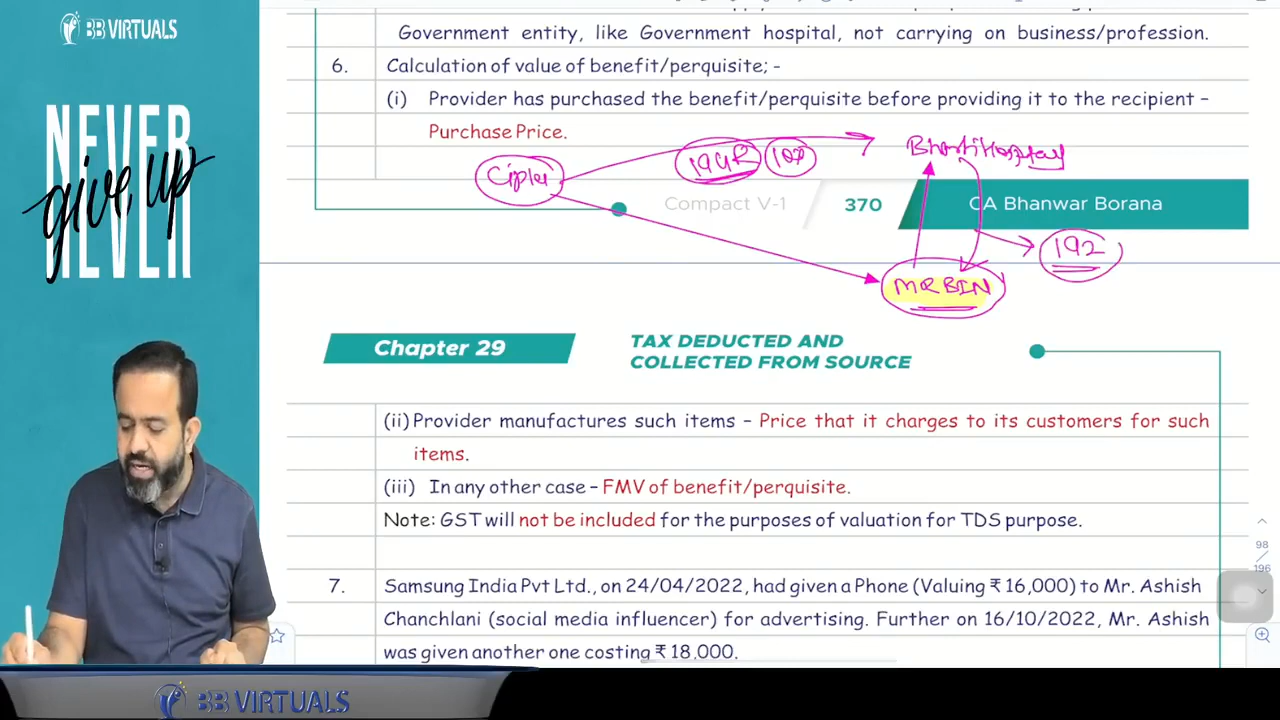 BB VIRTUALS
NEVER
give up
NEVER
Government entity, like Government hospital, not carrying on business/profession.
6. Calculation of value of benefit/perquisite; -
(i) Provider has purchased the benefit/perquisite before providing it to the recipient –
Purchase Price.
Cipla
194R
10%
192
MR BIN
Compact V-1 370 CA Bhanwar Borana
Chapter 29
TAX DEDUCTED AND
COLLECTED FROM SOURCE
(ii) Provider manufactures such items – Price that it charges to its customers for such
items.
(iii) In any other case – FMV of benefit/perquisite.
Note: GST will not be included for the purposes of valuation for TDS purpose.
7. Samsung India Pvt Ltd., on 24/04/2022, had given a Phone (Valuing ₹ 16,000) to Mr. Ashish
Chanchlani (social media influencer) for advertising. Further on 16/10/2022, Mr. Ashish
was given another one costing ₹ 18,000.
98
196
BB VIRTUALS